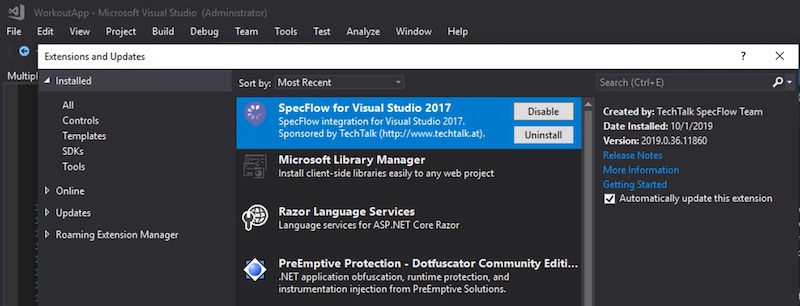 WorkoutApp - Microsoft Visual Studio (Administrator)
File Edit View Project Build Debug Team Tools Test Analyze Window Help
Extensions and Updates
? ×
Multipl
Installed
All
Controls
Templates
SDKs
Tools
Online
Updates
Roaming Extension Manager
Sort by: Most Recent
SpecFlow for Visual Studio 2017
SpecFlow integration for Visual Studio 2017.
Sponsored by TechTalk (http://www.techtalk.at).
Disable
Uninstall
Microsoft Library Manager
Install client-side libraries easily to any web project
Razor Language Services
Language services for ASP.NET Core Razor
PreEmptive Protection - Dotfuscator Community Editi...
.NET application obfuscation, runtime protection, and
instrumentation injection from PreEmptive Solutions.
Search (Ctrl+E)
Created by: TechTalk SpecFlow Team
Date Installed: 10/1/2019
Version: 2019.0.36.11860
Release Notes
More Information
Getting Started
Automatically update this extension